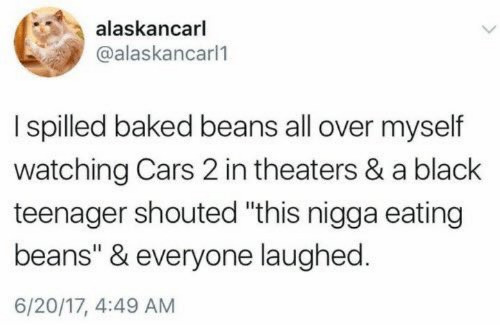 alaskancarl
@alaskancarl1
I spilled baked beans all over myself
watching Cars 2 in theaters & a black
teenager shouted "this nigga eating
beans" & everyone laughed.
6/20/17, 4:49 AM